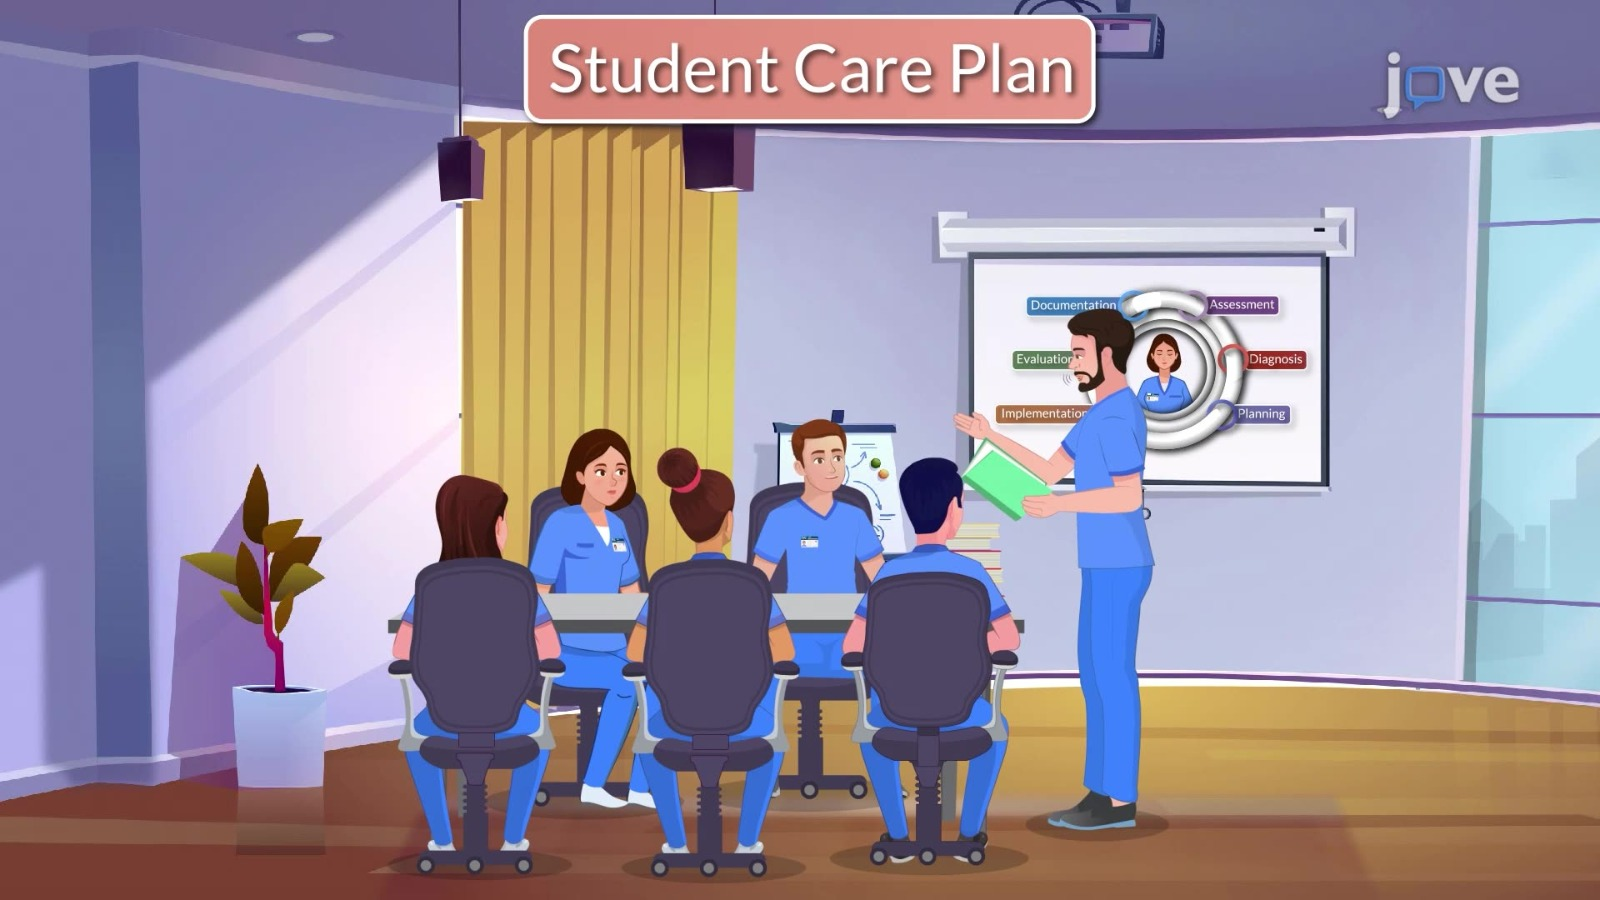 Student Care Plan
jove
Documentation
Assessment
Evaluation
Diagnosis
Implementation
Planning